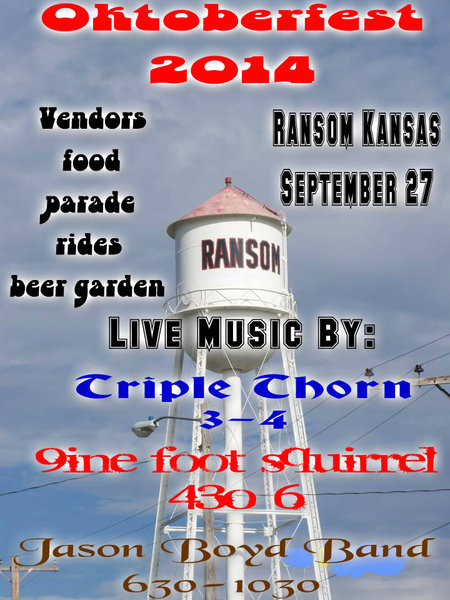 Oktoberfest
2014
Vendors
food
parade
rides
beer garden
Ransom Kansas
September 27
RANSOM
Live Music By:
Triple Thorn
3-4
9ine foot squirrel
430 6
Jason Boyd Band
630-1030